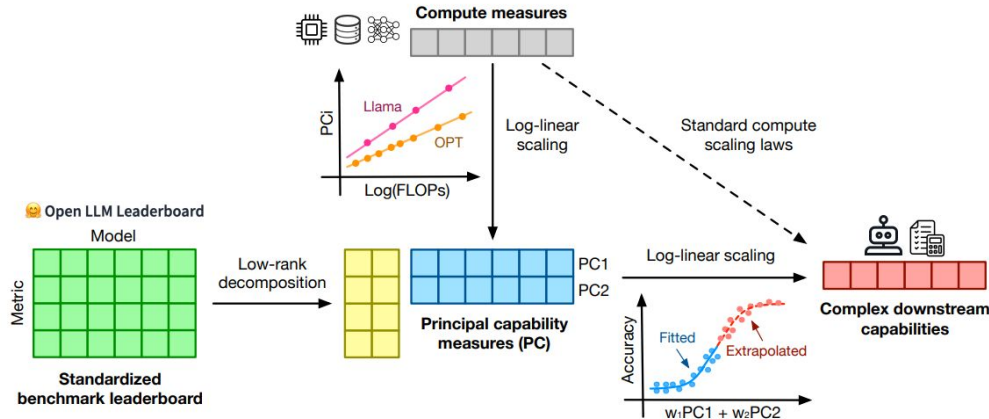 Compute measures
Llama
OPT
PCi
Log(FLOPs)
Log-linear
scaling
Standard compute
scaling laws
🤗 Open LLM Leaderboard
Model
Metric
Standardized
benchmark leaderboard
Low-rank
decomposition
PC1
PC2
Principal capability
measures (PC)
Log-linear scaling
Complex downstream
capabilities
Accuracy
Fitted
Extrapolated
w₁PC1 + w₂PC2